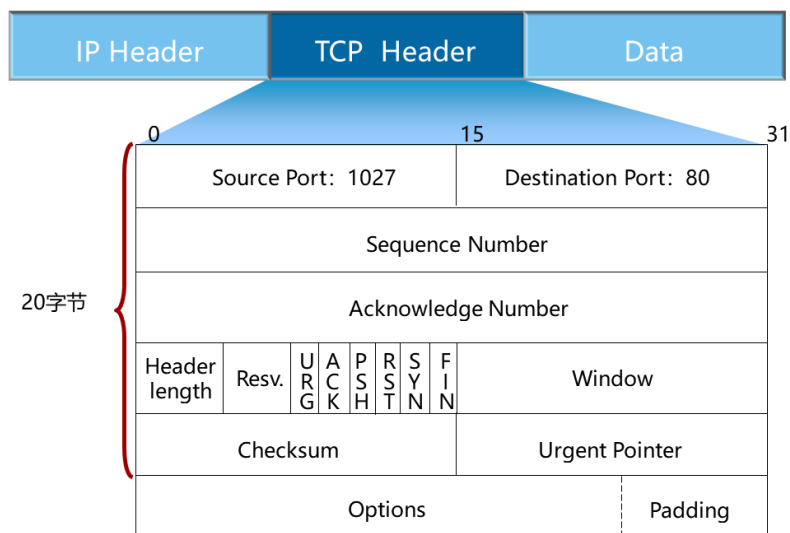 IP Header
TCP  Header
Data
0
15
31
Source Port：1027
Destination Port：80
Sequence Number
20字节
Acknowledge Number
Header
length
Resv.
URG
ACK
PSH
RST
SYN
FIN
Window
Checksum
Urgent Pointer
Options
Padding